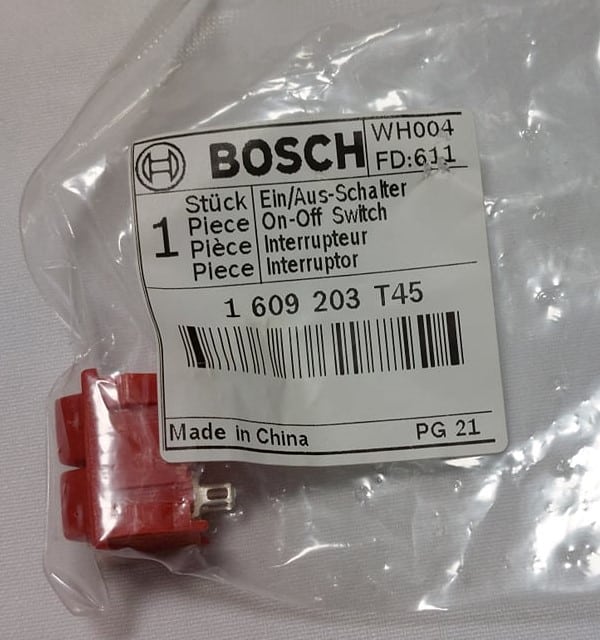 BOSCH
WH004
FD:611
1
Stück
Piece
Pièce
Piece
Ein/Aus-Schalter
On-Off Switch
Interrupteur
Interruptor
1 609 203 T45
Made in China
PG 21